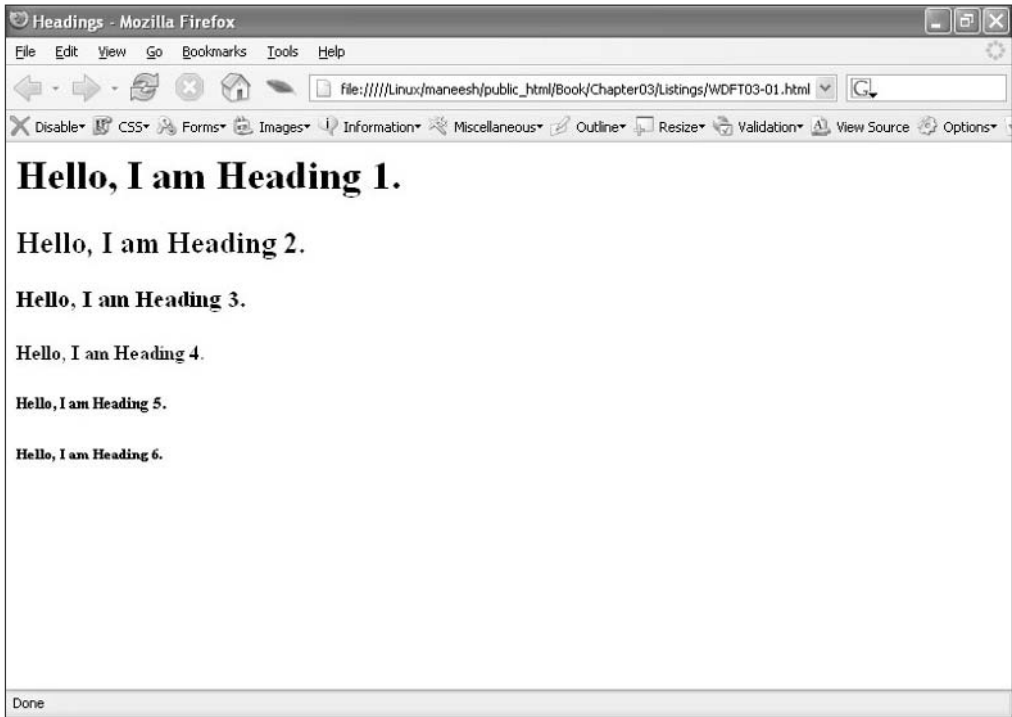 Headings - Mozilla Firefox
File Edit View Go Bookmarks Tools Help
file://///Linux/maneesh/public_html/Book/Chapter03/Listings/WDFT03-01.html G
Disable CSS Forms Images Information Miscellaneous Outline Resize Validation View Source Options
Hello, I am Heading 1.
Hello, I am Heading 2.
Hello, I am Heading 3.
Hello, I am Heading 4.
Hello, I am Heading 5.
Hello, I am Heading 6.
Done